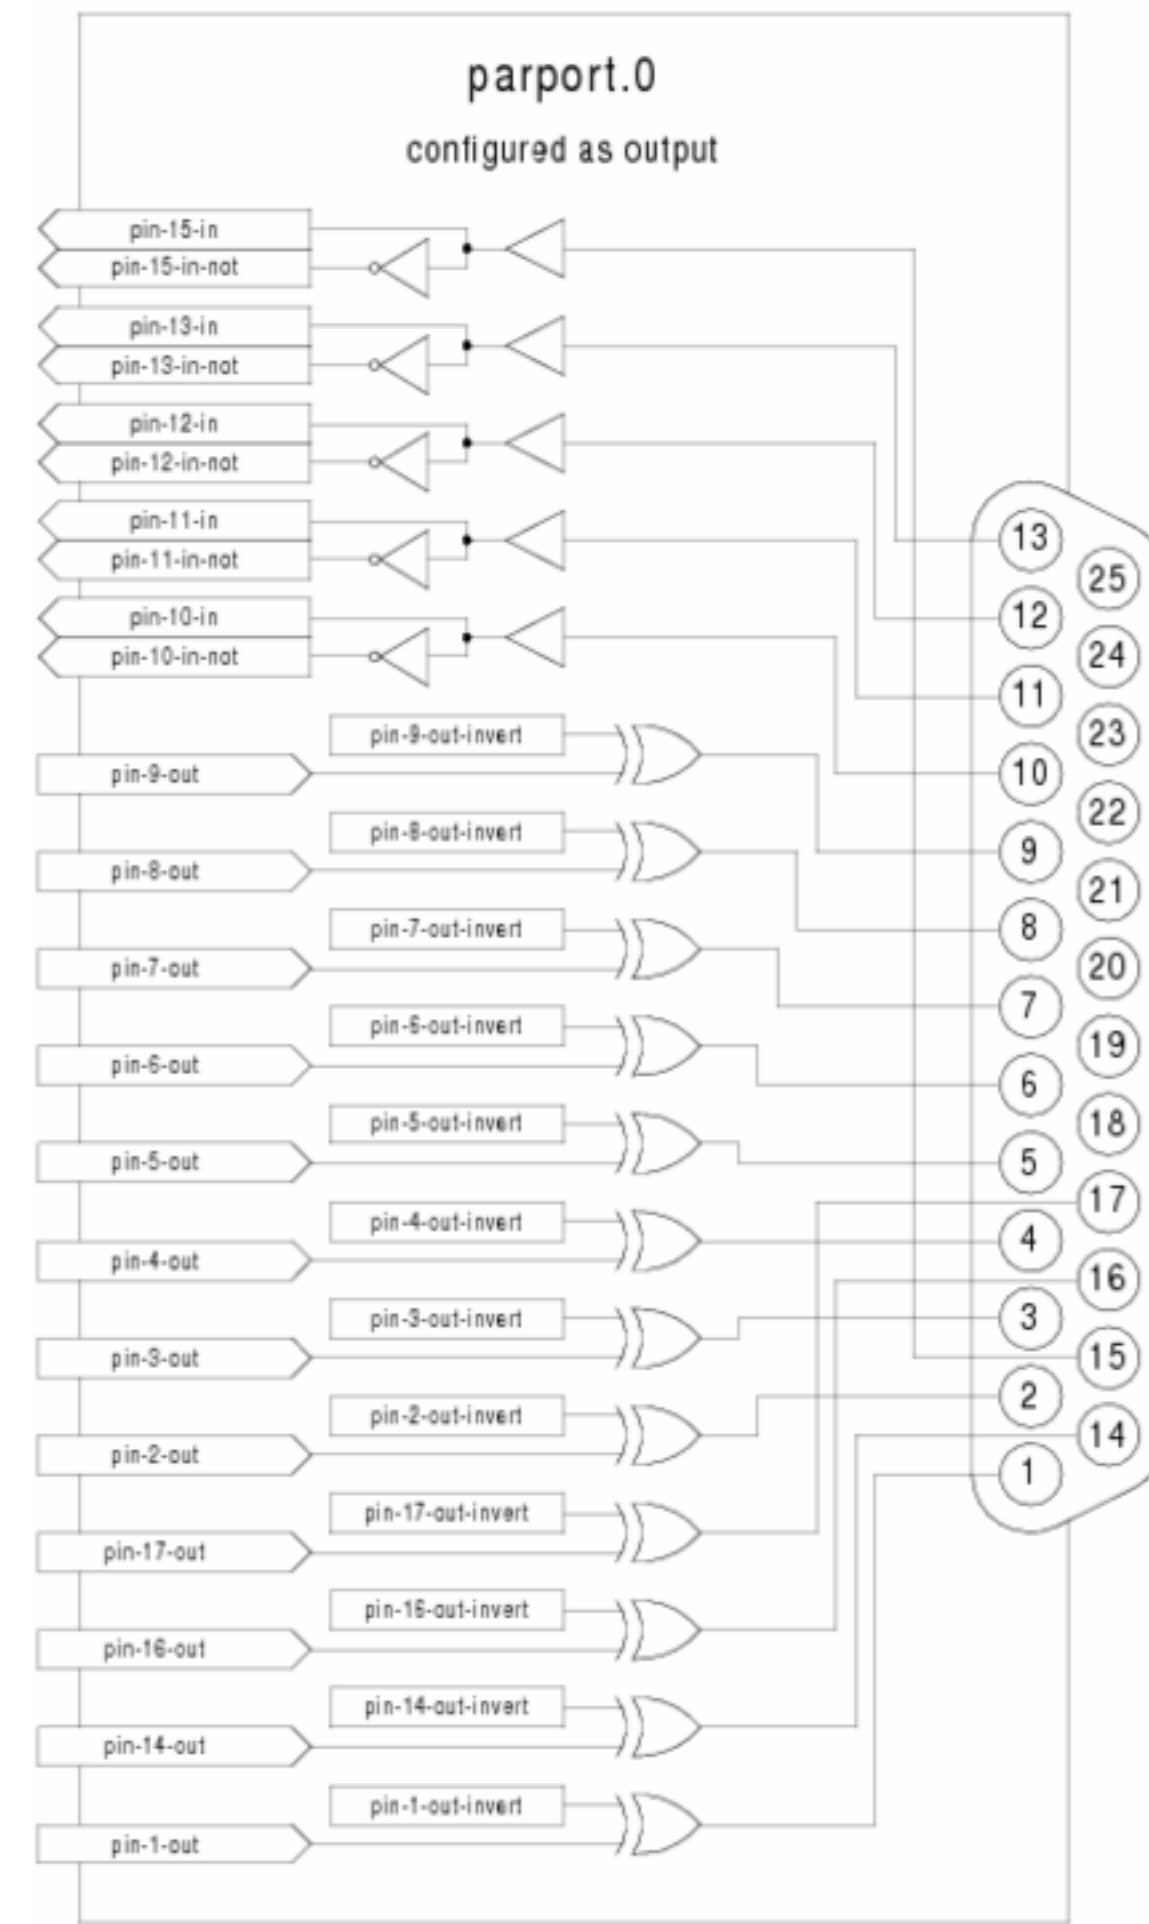 parport.0
configured as output
pin-15-in
pin-15-in-not
pin-13-in
pin-13-in-not
pin-12-in
pin-12-in-not
pin-11-in
pin-11-in-not
pin-10-in
pin-10-in-not
pin-9-out-invert
pin-9-out
pin-8-out-invert
pin-8-out
pin-7-out-invert
pin-7-out
pin-6-out-invert
pin-6-out
pin-5-out-invert
pin-5-out
pin-4-out-invert
pin-4-out
pin-3-out-invert
pin-3-out
pin-2-out-invert
pin-2-out
pin-17-out-invert
pin-17-out
pin-16-out-invert
pin-16-out
pin-14-out-invert
pin-14-out
pin-1-out-invert
pin-1-out
13
25
12
24
11
23
10
22
9
21
8
20
7
19
6
18
5
17
4
16
3
15
2
14
1